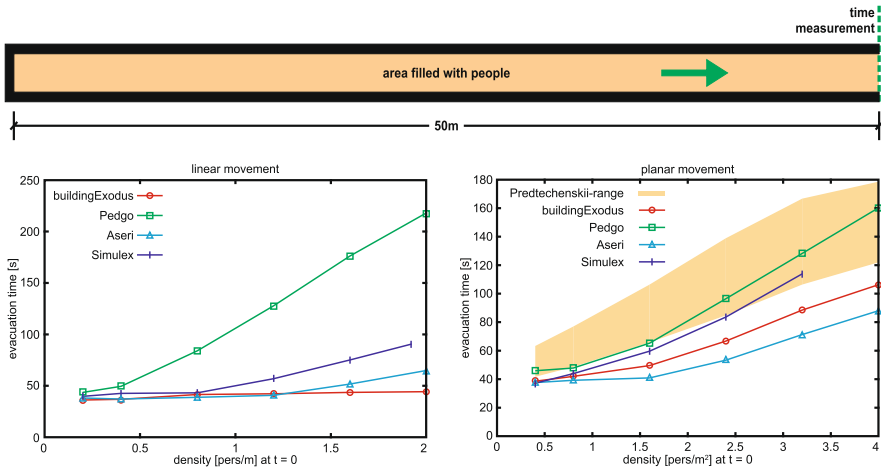 time
measurement
area filled with people
50m
linear movement
250
200
150
100
50
0
evacuation time [s]
buildingExodus
Pedgo
Aseri
Simulex
0
0.5
1
1.5
2
density [pers/m] at t = 0
planar movement
180
160
140
120
100
80
60
40
20
0
evacuation time [s]
Predtechenskii-range
buildingExodus
Pedgo
Aseri
Simulex
0
0.5
1
1.5
2
2.5
3
3.5
4
density [pers/m²] at t = 0